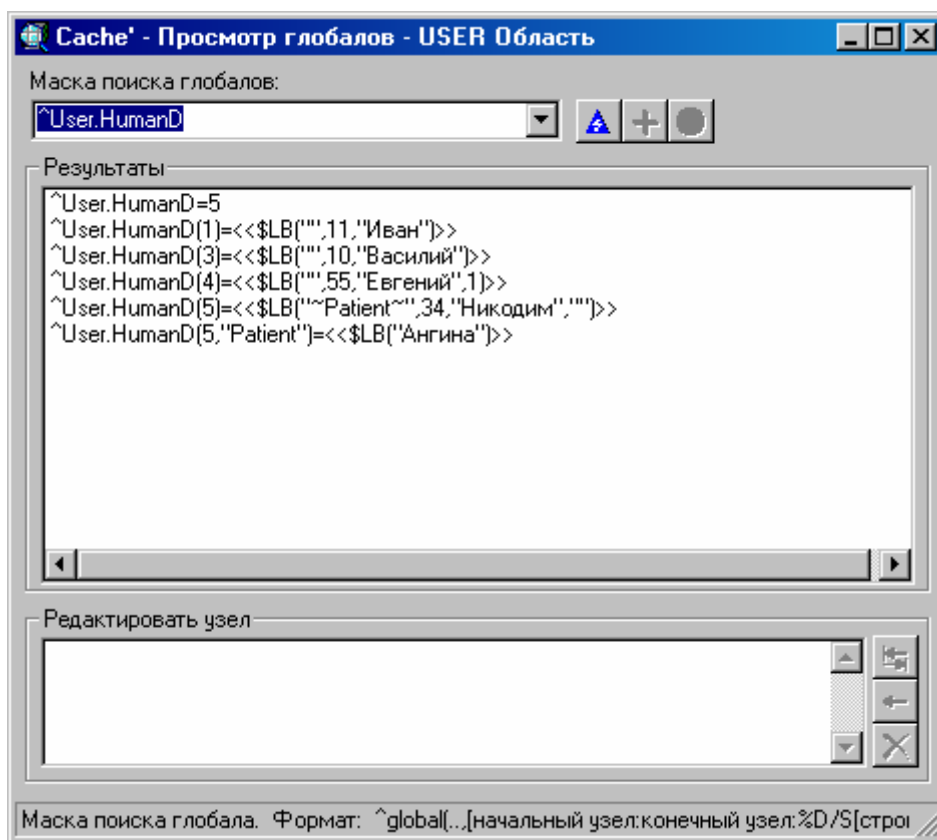 Cache' - Просмотр глобалов - USER Область
Маска поиска глобалов:
^User.HumanD
Результаты
^User.HumanD=5
^User.HumanD(1)=<<$LB("",11,"Иван")>>
^User.HumanD(3)=<<$LB("",10,"Василий")>>
^User.HumanD(4)=<<$LB("",55,"Евгений",1)>>
^User.HumanD(5)=<<$LB("~Patient~",34,"Никодим","")>>
^User.HumanD(5,"Patient")=<<$LB("Ангина")>>
Редактировать узел
Маска поиска глобала. Формат: ^global(..,[начальный узел:конечный узел:%D/S[строı